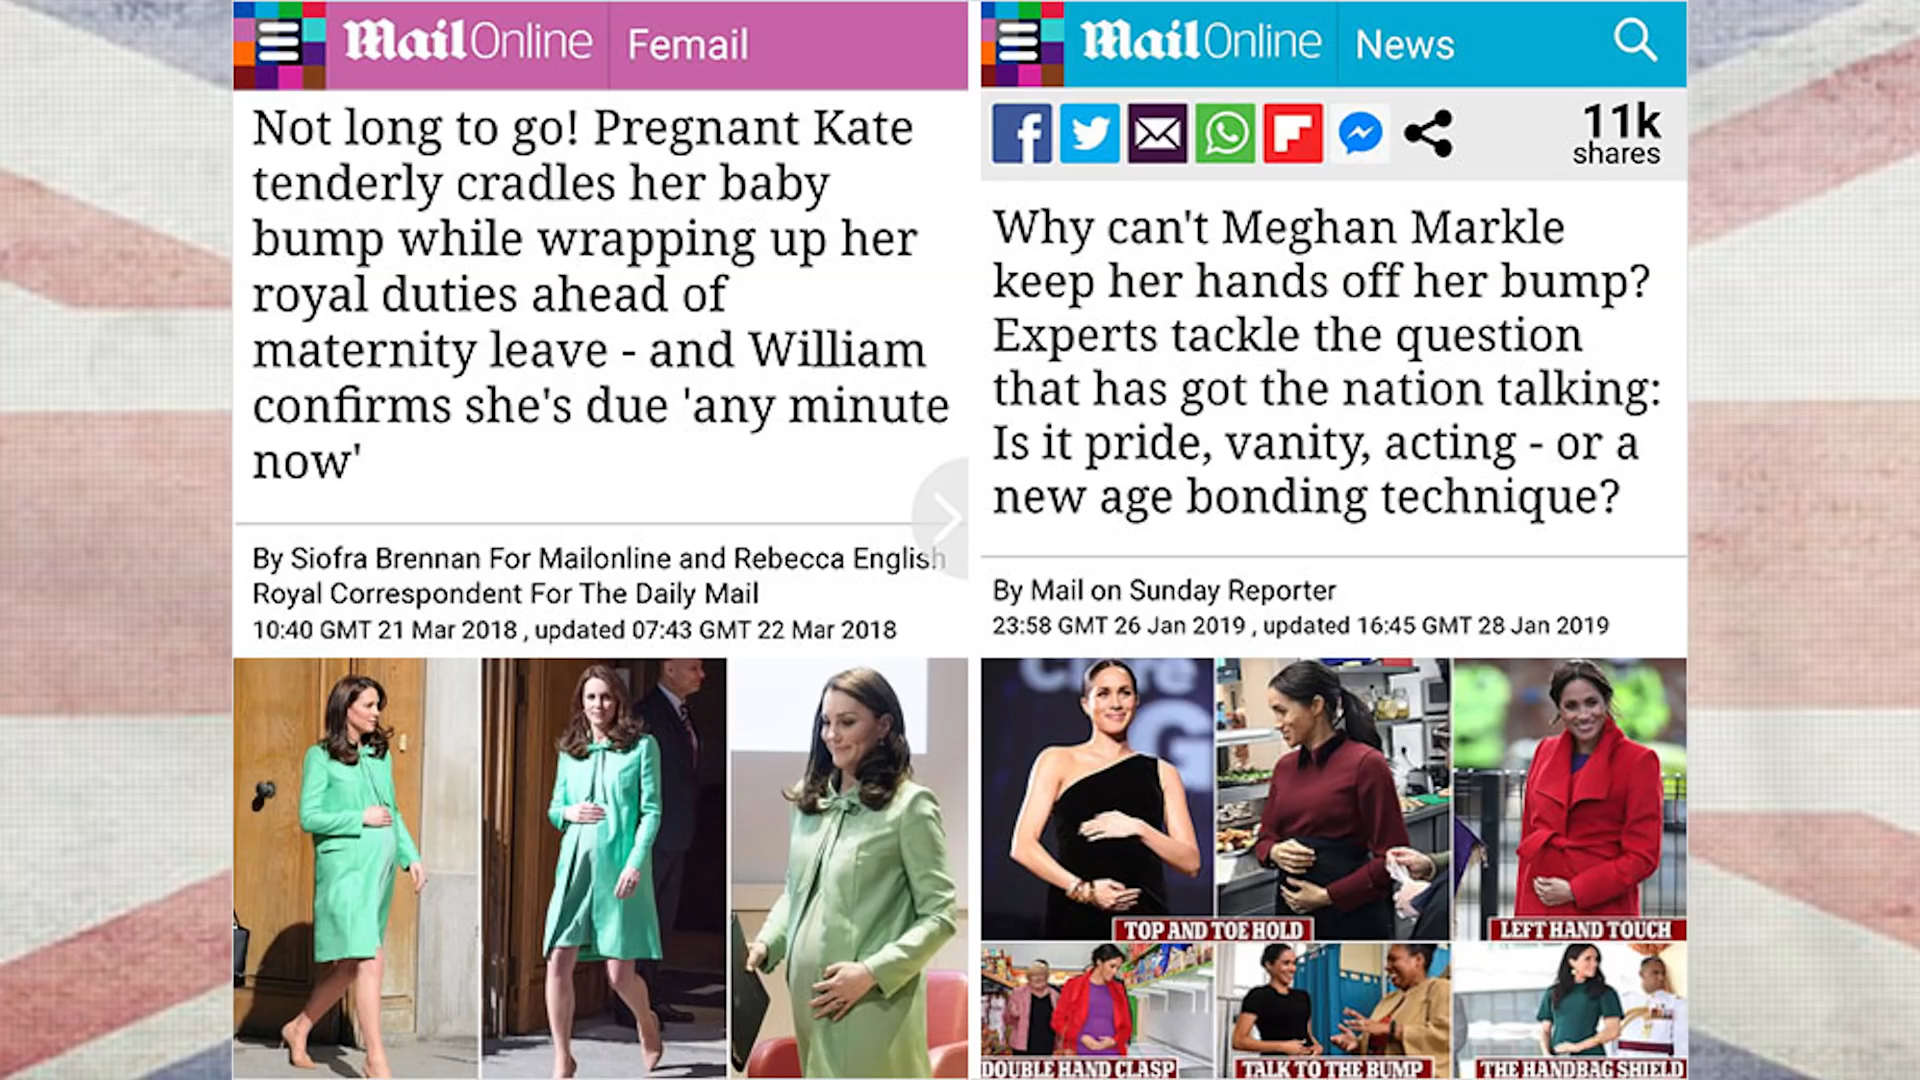 MailOnline Femail
Not long to go! Pregnant Kate
tenderly cradles her baby
bump while wrapping up her
royal duties ahead of
maternity leave - and William
confirms she's due 'any minute
now'
By Siofra Brennan For Mailonline and Rebecca English
Royal Correspondent For The Daily Mail
10:40 GMT 21 Mar 2018 , updated 07:43 GMT 22 Mar 2018
MailOnline News
11k
shares
Why can't Meghan Markle
keep her hands off her bump?
Experts tackle the question
that has got the nation talking:
Is it pride, vanity, acting - or a
new age bonding technique?
By Mail on Sunday Reporter
23:58 GMT 26 Jan 2019 , updated 16:45 GMT 28 Jan 2019
TOP AND TOE HOLD
LEFT HAND TOUCH
DOUBLE HAND CLASP
TALK TO THE BUMP
THE HANDBAG SHIELD